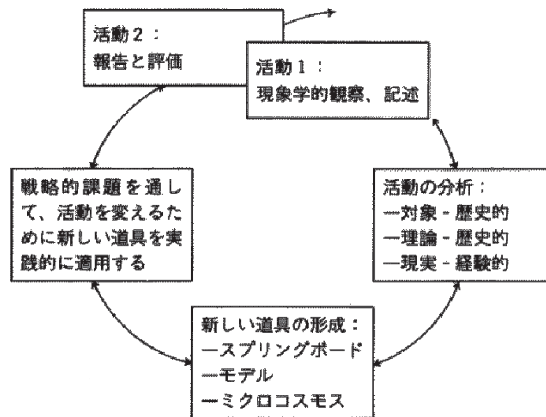 活動2:
報告と評価
活動1:
現象学的観察、記述
活動の分析:
—対象-歴史的
—理論-歴史的
—現実-経験的
新しい道具の形成:
—スプリングボード
—モデル
—ミクロコスモス
戦略的課題を通し
て、活動を変えるた
めに新しい道具を実
践的に適用する